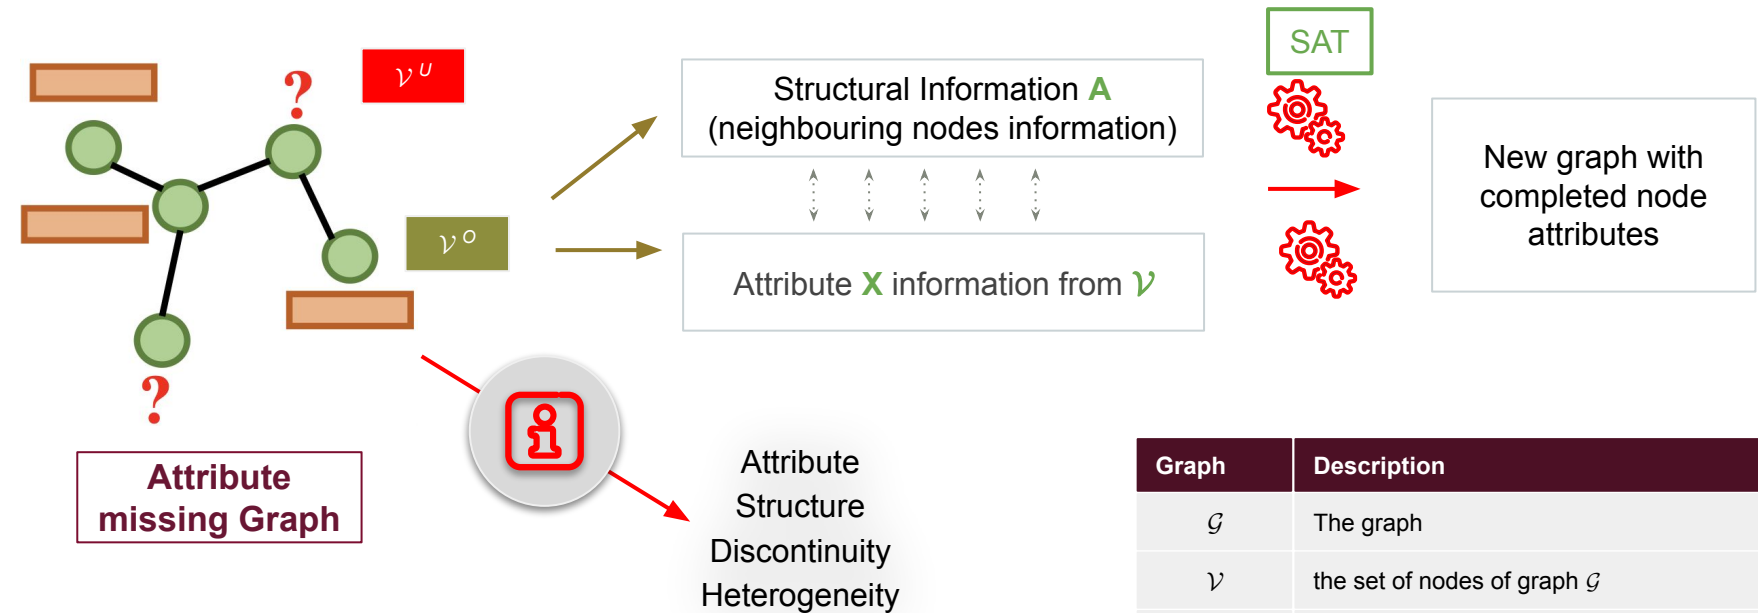 ?
𝒱ᵁ
𝒱ᴼ
?
Attribute
missing Graph
Structural Information A
(neighbouring nodes information)
Attribute X information from 𝒱
SAT
New graph with
completed node
attributes
Attribute
Structure
Discontinuity
Heterogeneity
Graph Description
𝒢 The graph
𝒱 the set of nodes of graph 𝒢